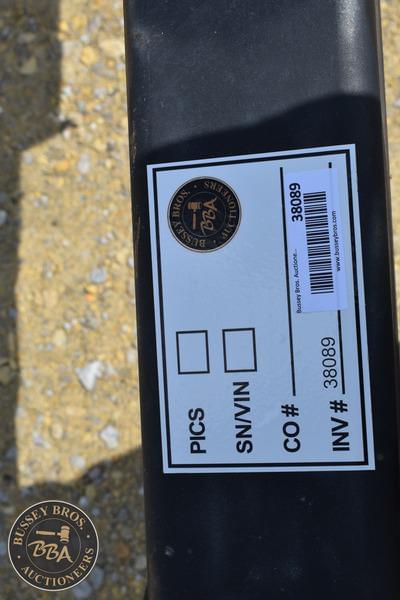 BUSSEY BROS.
BBA
AUCTIONEERS
PICS
SN/VIN
CO #
INV # 38089
Bussey Bros. Auctione...
38089
www.busseybros.com
BUSSEY BROS.
BBA
AUCTIONEERS